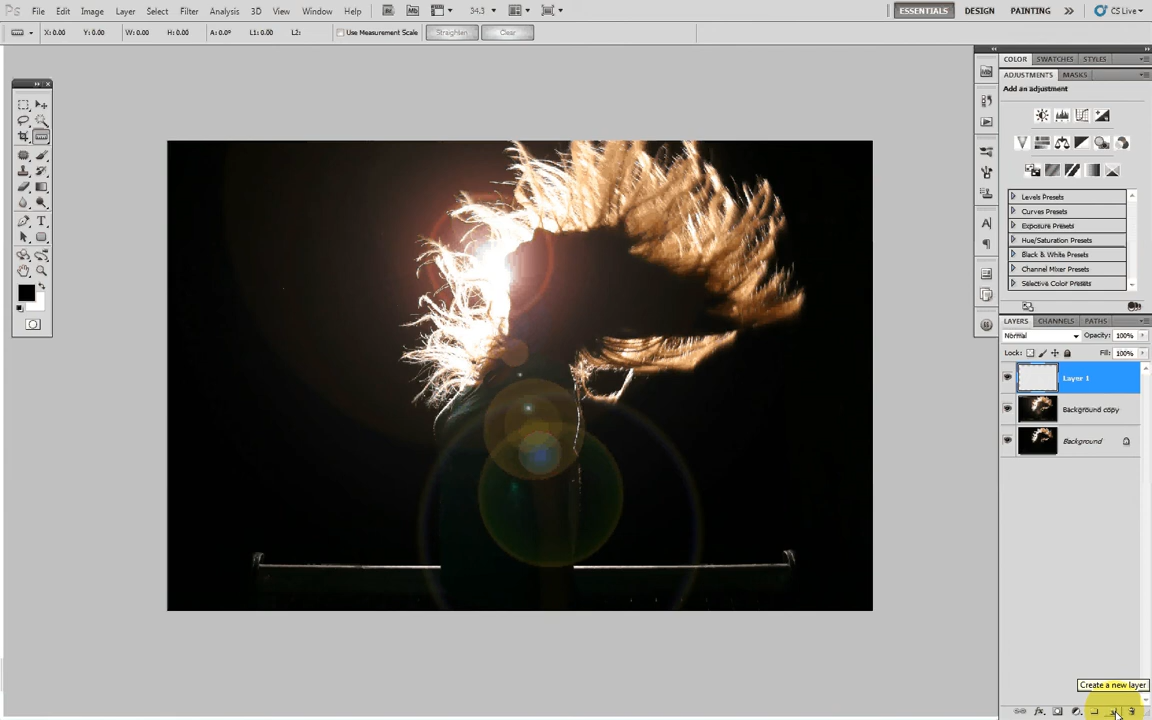 Ps File Edit Image Layer Select Filter Analysis 3D View Window Help Br Mb 34.3 ESSENTIALS DESIGN PAINTING >> CS Live
X: 0.00 Y: 0.00 W: 0.00 H: 0.00 A: 0.0° L1: 0.00 L2: Use Measurement Scale Straighten Clear
COLOR SWATCHES STYLES
ADJUSTMENTS MASKS
Add an adjustment
Levels Presets
Curves Presets
Exposure Presets
Hue/Saturation Presets
Black & White Presets
Channel Mixer Presets
Selective Color Presets
LAYERS CHANNELS PATHS
Normal Opacity: 100%
Lock: Fill: 100%
Layer 1
Background copy
Background
Create a new layer
fx